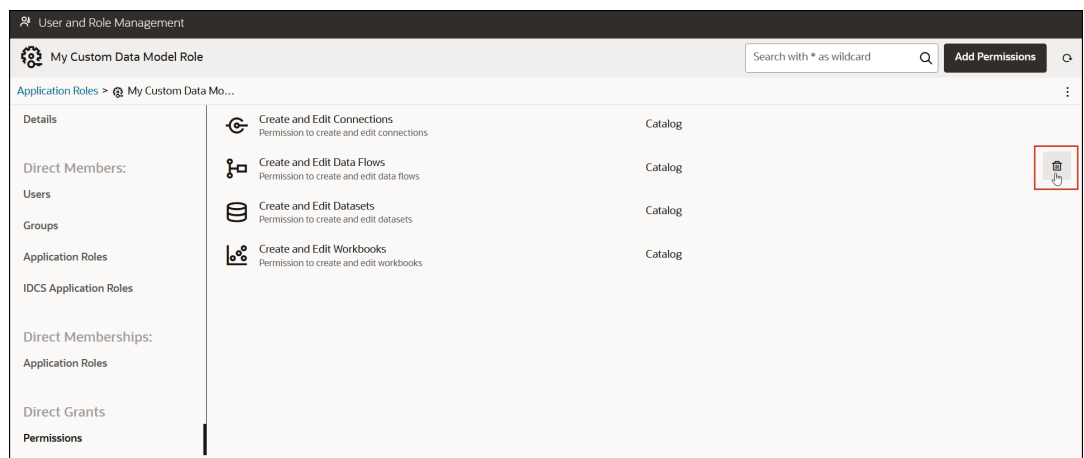 User and Role Management
My Custom Data Model Role
Search with * as wildcard
Add Permissions
Application Roles > My Custom Data Mo...
Details
Direct Members:
Users
Groups
Application Roles
IDCS Application Roles
Direct Memberships:
Application Roles
Direct Grants
Permissions
Create and Edit Connections
Permission to create and edit connections
Catalog
Create and Edit Data Flows
Permission to create and edit data flows
Catalog
Create and Edit Datasets
Permission to create and edit datasets
Catalog
Create and Edit Workbooks
Permission to create and edit workbooks
Catalog